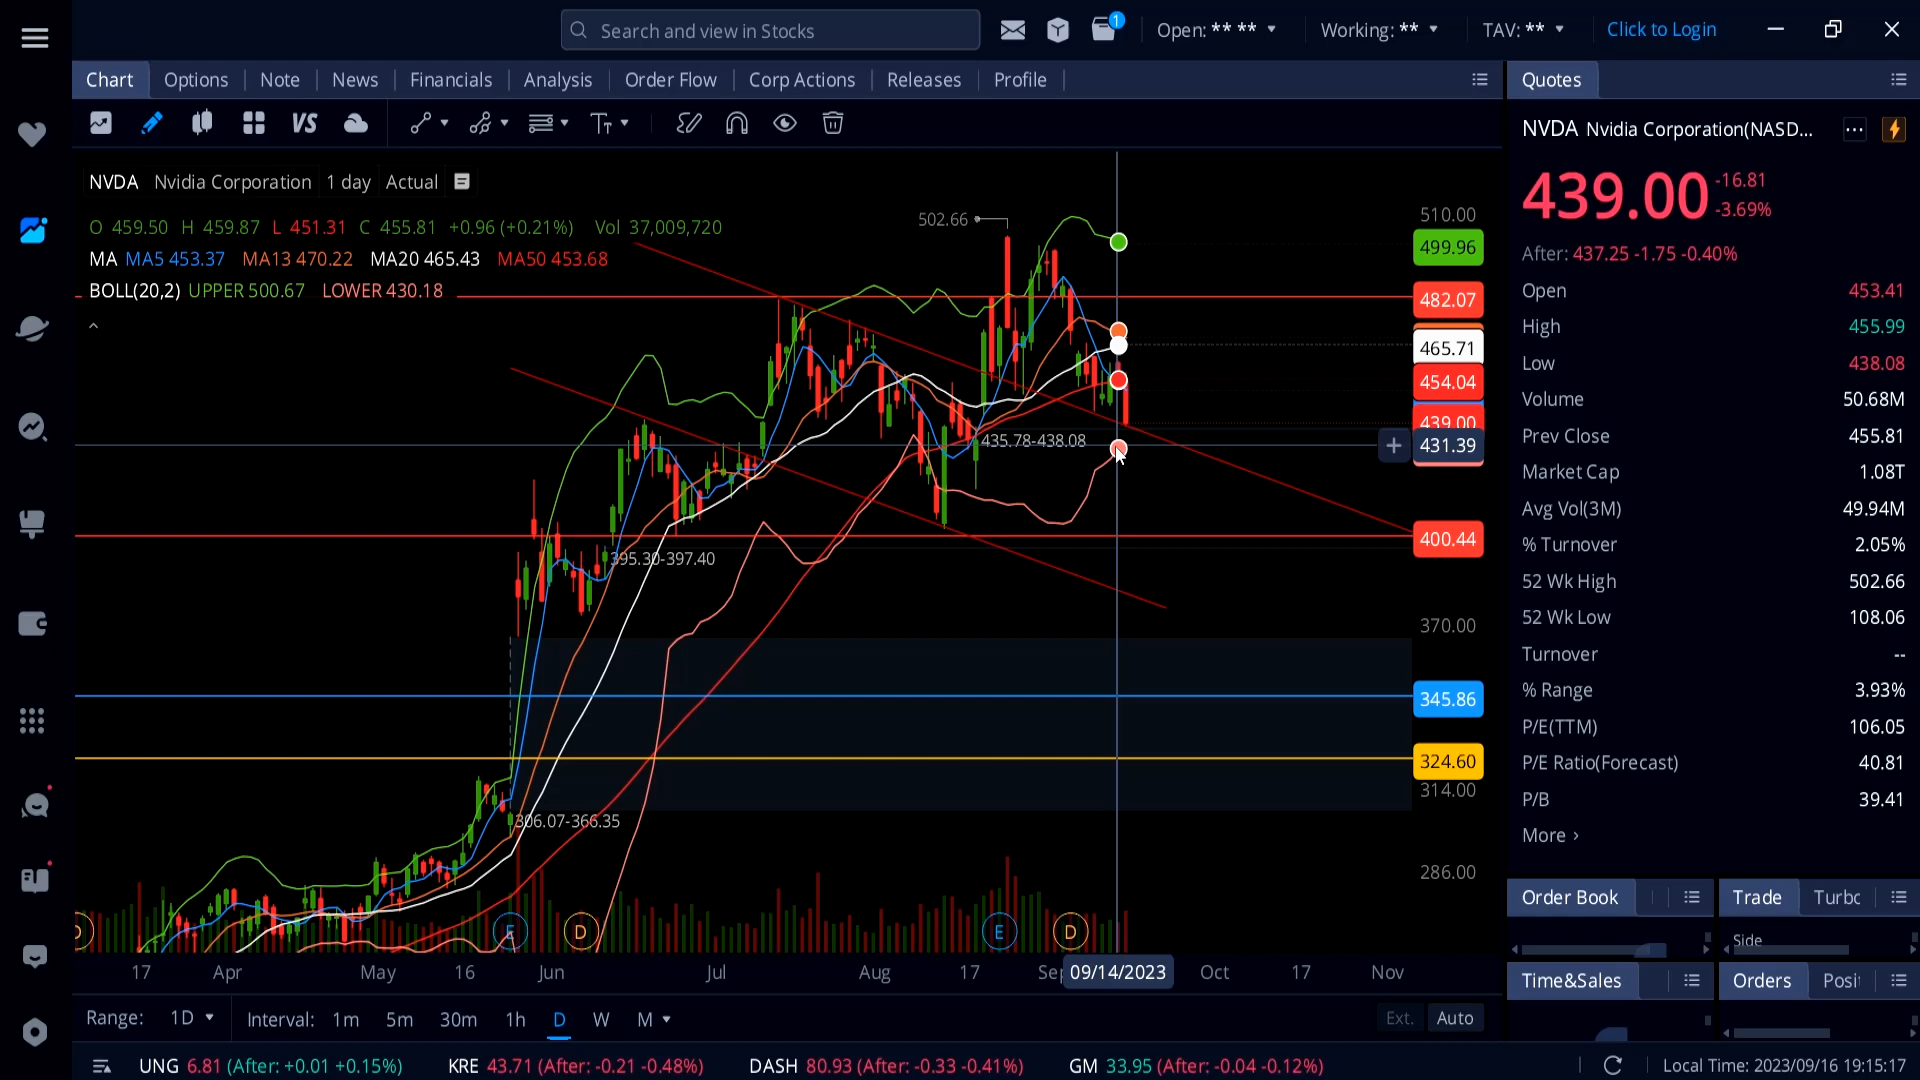 Search and view in Stocks
1
Open: ** **
Working: **
TAV: **
Click to Login
Chart
Options
Note
News
Financials
Analysis
Order Flow
Corp Actions
Releases
Profile
Quotes
VS
NVDA Nvidia Corporation(NASD...
439.00
-16.81
-3.69%
After: 437.25 -1.75 -0.40%
Open 453.41
High 455.99
Low 438.08
Volume 50.68M
Prev Close 455.81
Market Cap 1.08T
Avg Vol(3M) 49.94M
% Turnover 2.05%
52 Wk High 502.66
52 Wk Low 108.06
Turnover --
% Range 3.93%
P/E(TTM) 106.05
P/E Ratio(Forecast) 40.81
P/B 39.41
More ›
NVDA Nvidia Corporation 1 day Actual
O 459.50 H 459.87 L 451.31 C 455.81 +0.96 (+0.21%) Vol 37,009,720
MA MA5 453.37 MA13 470.22 MA20 465.43 MA50 453.68
BOLL(20,2) UPPER 500.67 LOWER 430.18
502.66
435.78-438.08
395.30-397.40
306.07-366.35
510.00
499.96
482.07
465.71
454.04
439.00
431.39
400.44
370.00
345.86
324.60
314.00
286.00
D
E
D
E
D
17
Apr
May
16
Jun
Jul
Aug
17
Sep
09/14/2023
Oct
17
Nov
Range: 1D
Interval: 1m 5m 30m 1h D W M
Ext.
Auto
Order Book
Trade
Turbo
Side
Time&Sales
Orders
Posit
UNG 6.81 (After: +0.01 +0.15%)
KRE 43.71 (After: -0.21 -0.48%)
DASH 80.93 (After: -0.33 -0.41%)
GM 33.95 (After: -0.04 -0.12%)
Local Time: 2023/09/16 19:15:17